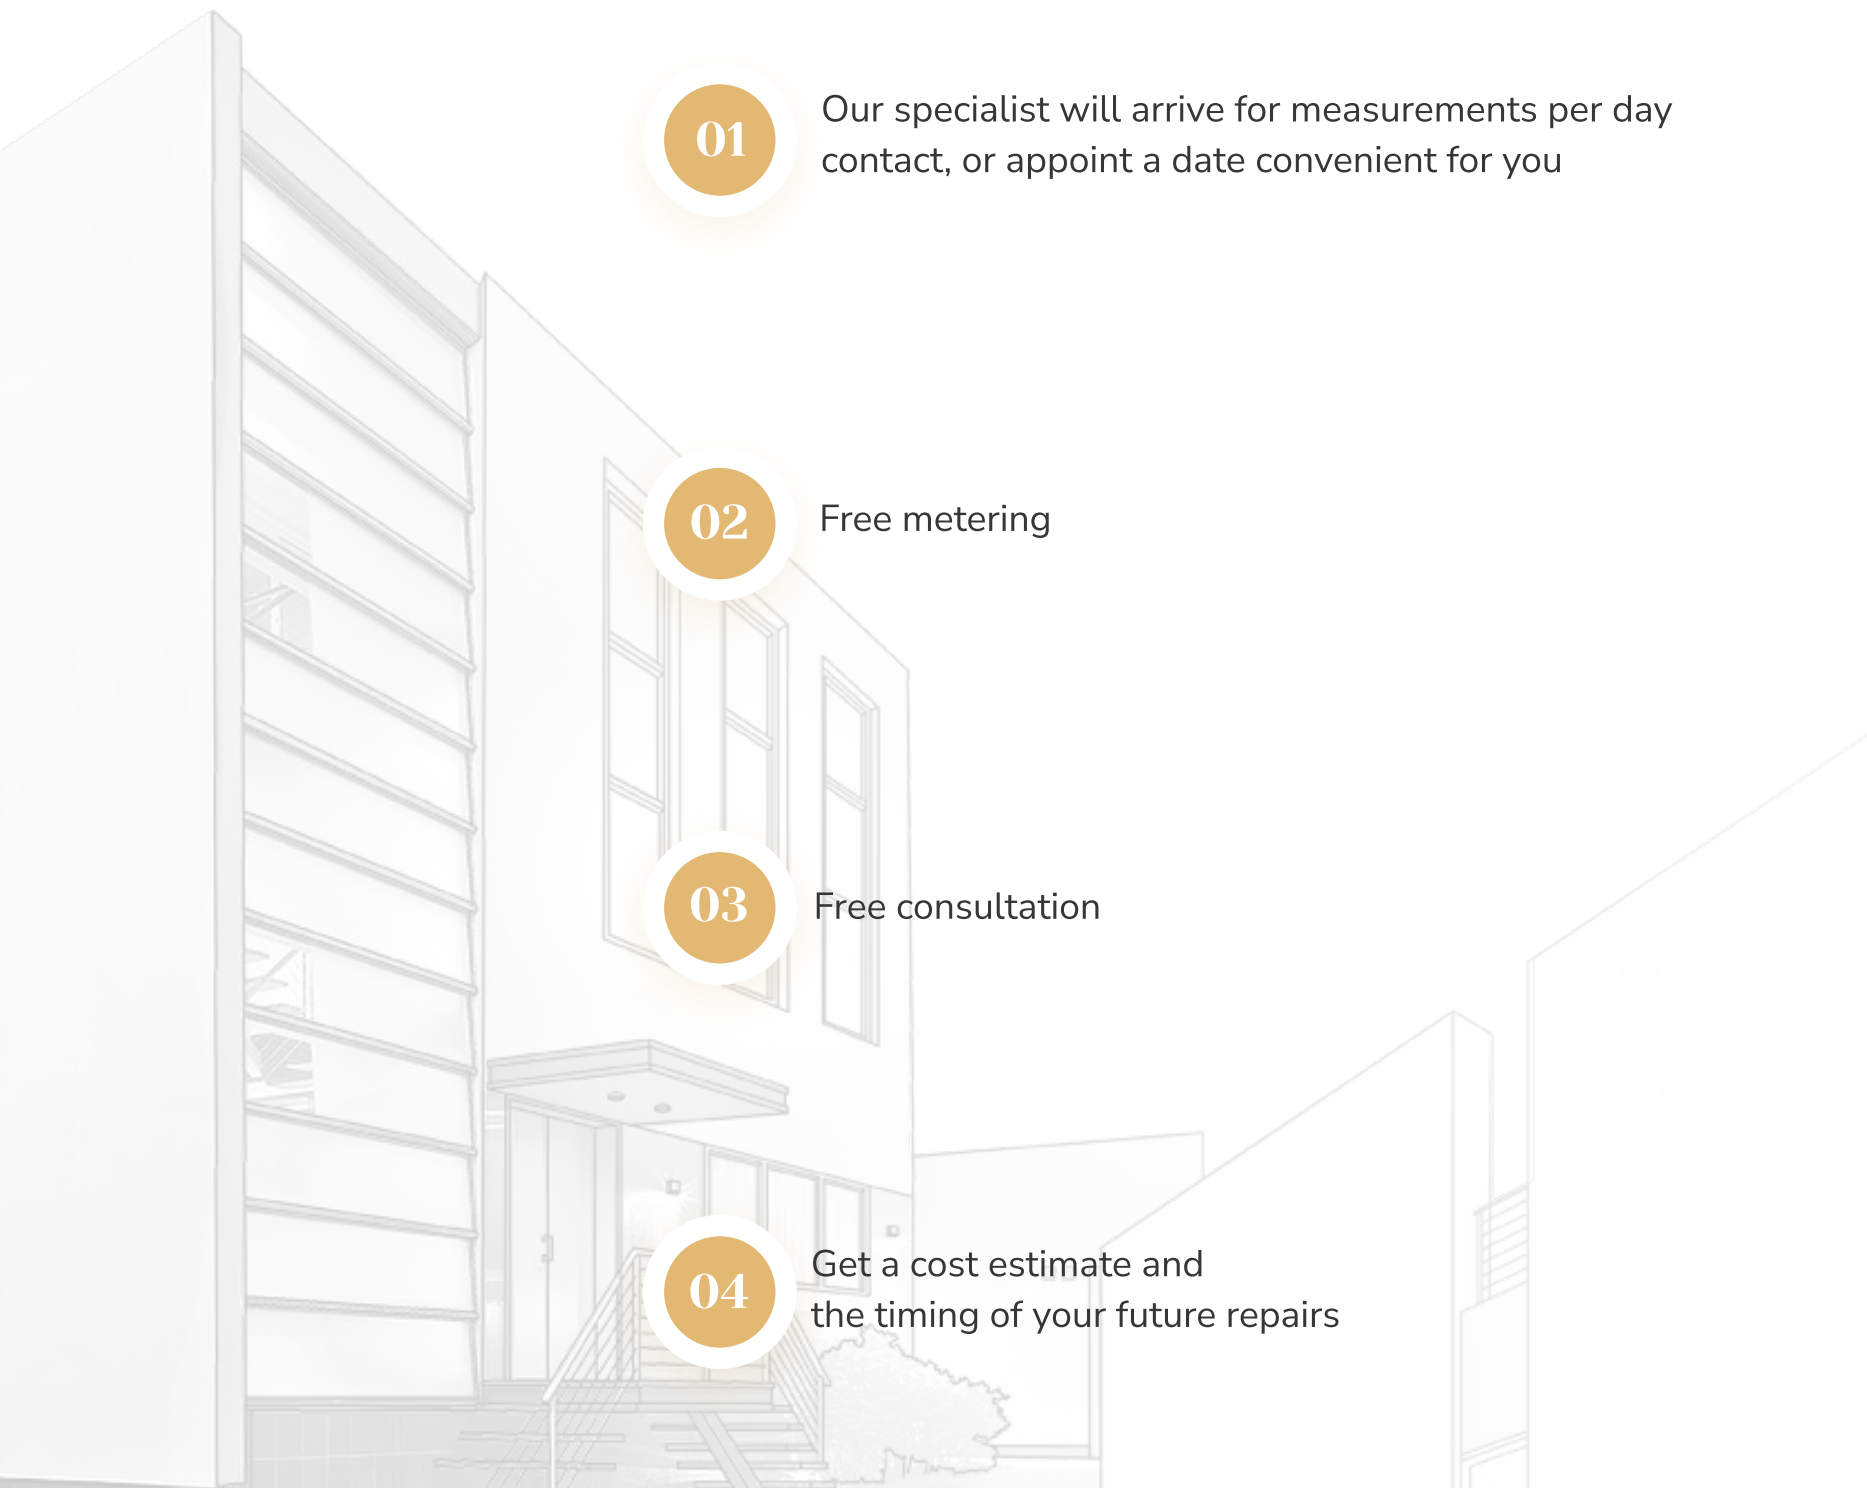 01
Our specialist will arrive for measurements per day
contact, or appoint a date convenient for you
02
Free metering
03
Free consultation
04
Get a cost estimate and
the timing of your future repairs